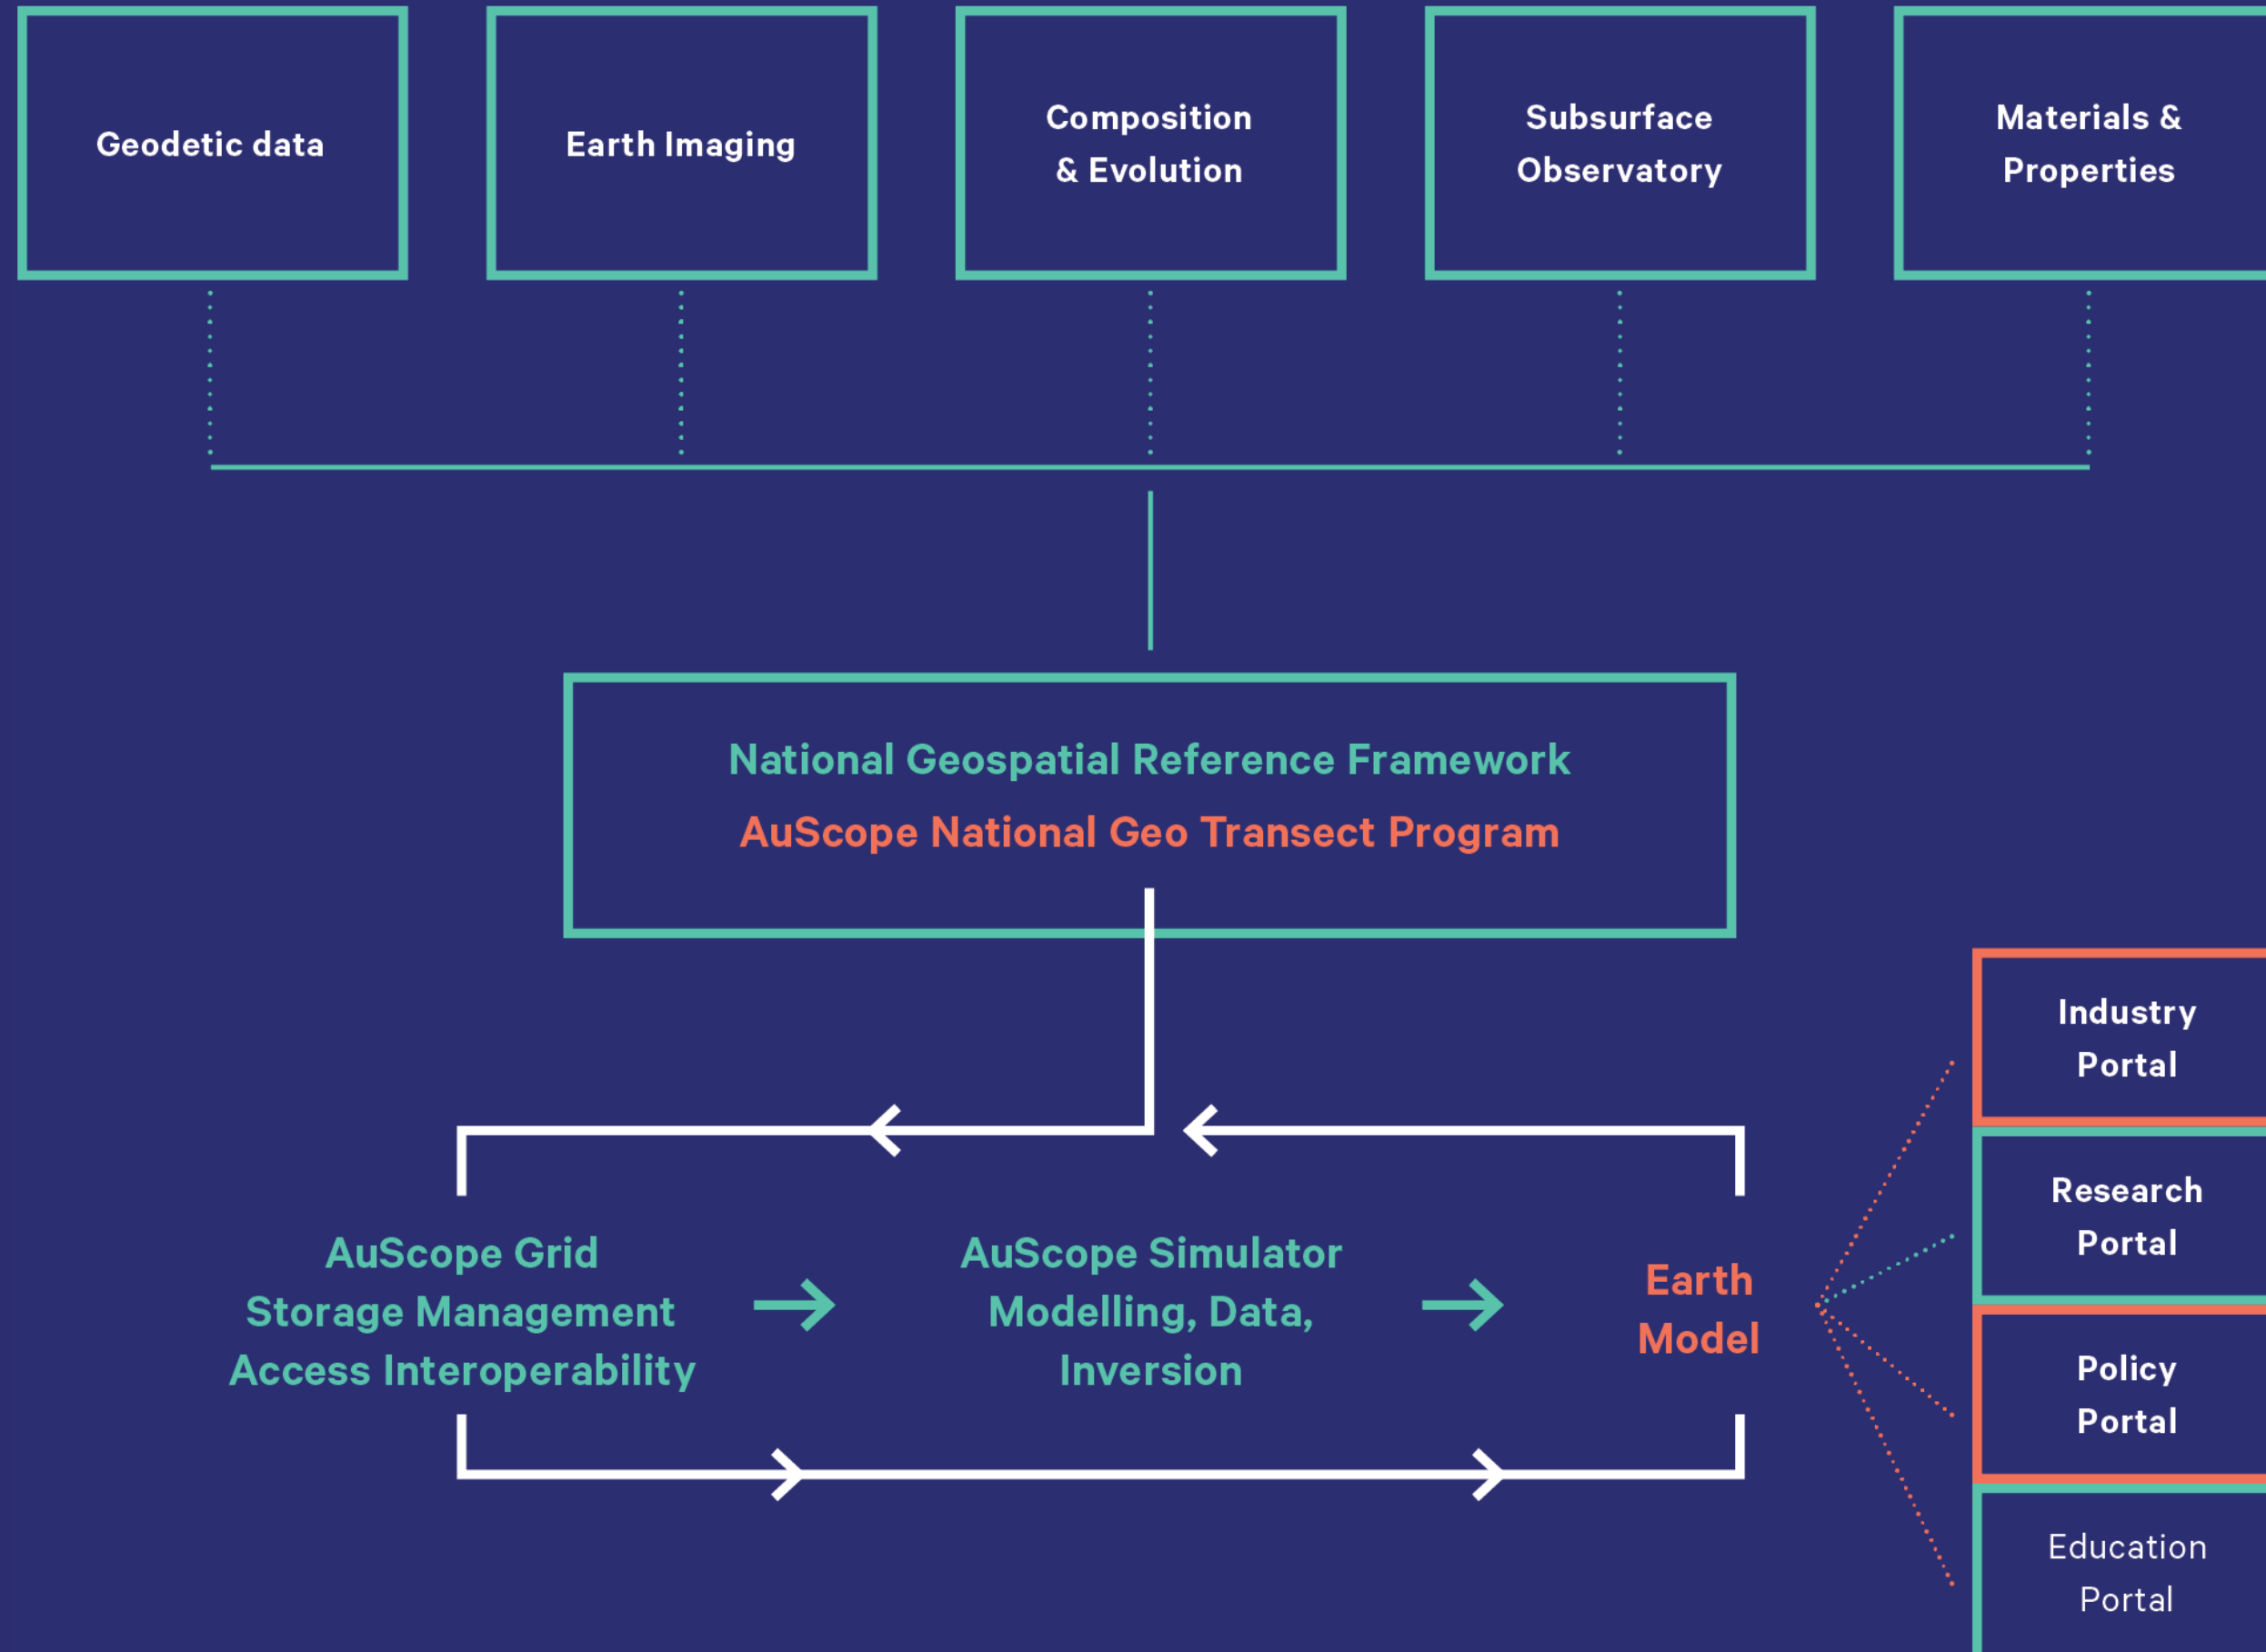 Geodetic data
Earth Imaging
Composition
& Evolution
Subsurface
Observatory
Materials &
Properties
National Geospatial Reference Framework
AuScope National Geo Transect Program
AuScope Grid
Storage Management
Access Interoperability
AuScope Simulator
Modelling, Data,
Inversion
Earth
Model
Industry
Portal
Research
Portal
Policy
Portal
Education
Portal